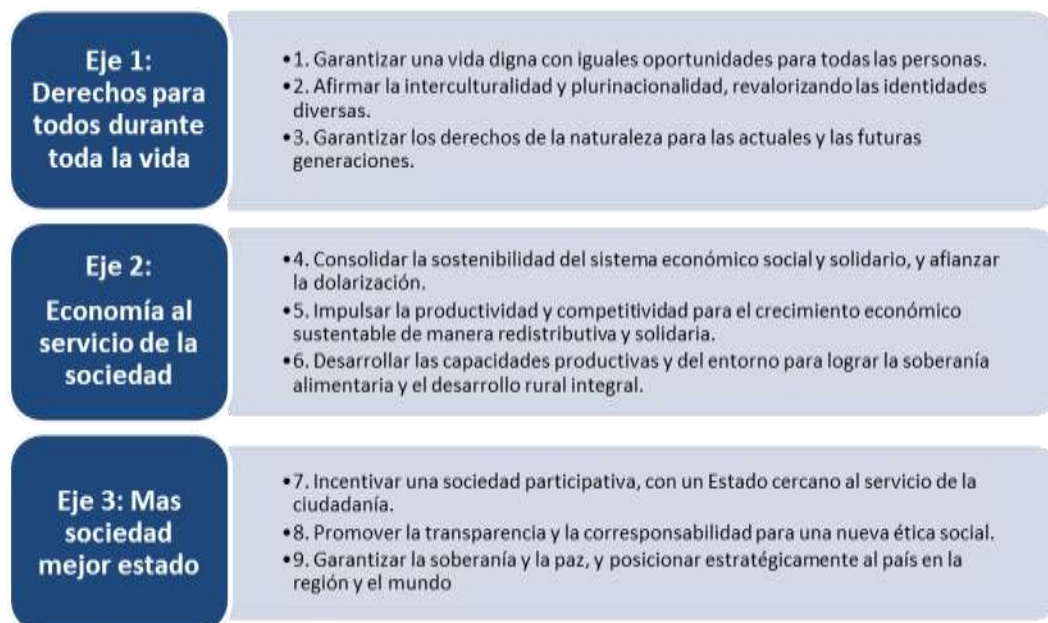 Eje 1:
Derechos para
todos durante
toda la vida
•1. Garantizar una vida digna con iguales oportunidades para todas las personas.
•2. Afirmar la interculturalidad y plurinacionalidad, revalorizando las identidades
diversas.
•3. Garantizar los derechos de la naturaleza para las actuales y las futuras
generaciones.
Eje 2:
Economía al
servicio de la
sociedad
•4. Consolidar la sostenibilidad del sistema económico social y solidario, y afianzar
la dolarización.
•5. Impulsar la productividad y competitividad para el crecimiento económico
sustentable de manera redistributiva y solidaria.
•6. Desarrollar las capacidades productivas y del entorno para lograr la soberanía
alimentaria y el desarrollo rural integral.
Eje 3: Mas
sociedad
mejor estado
•7. Incentivar una sociedad participativa, con un Estado cercano al servicio de la
ciudadanía.
•8. Promover la transparencia y la corresponsabilidad para una nueva ética social.
•9. Garantizar la soberanía y la paz, y posicionar estratégicamente al país en la
región y el mundo